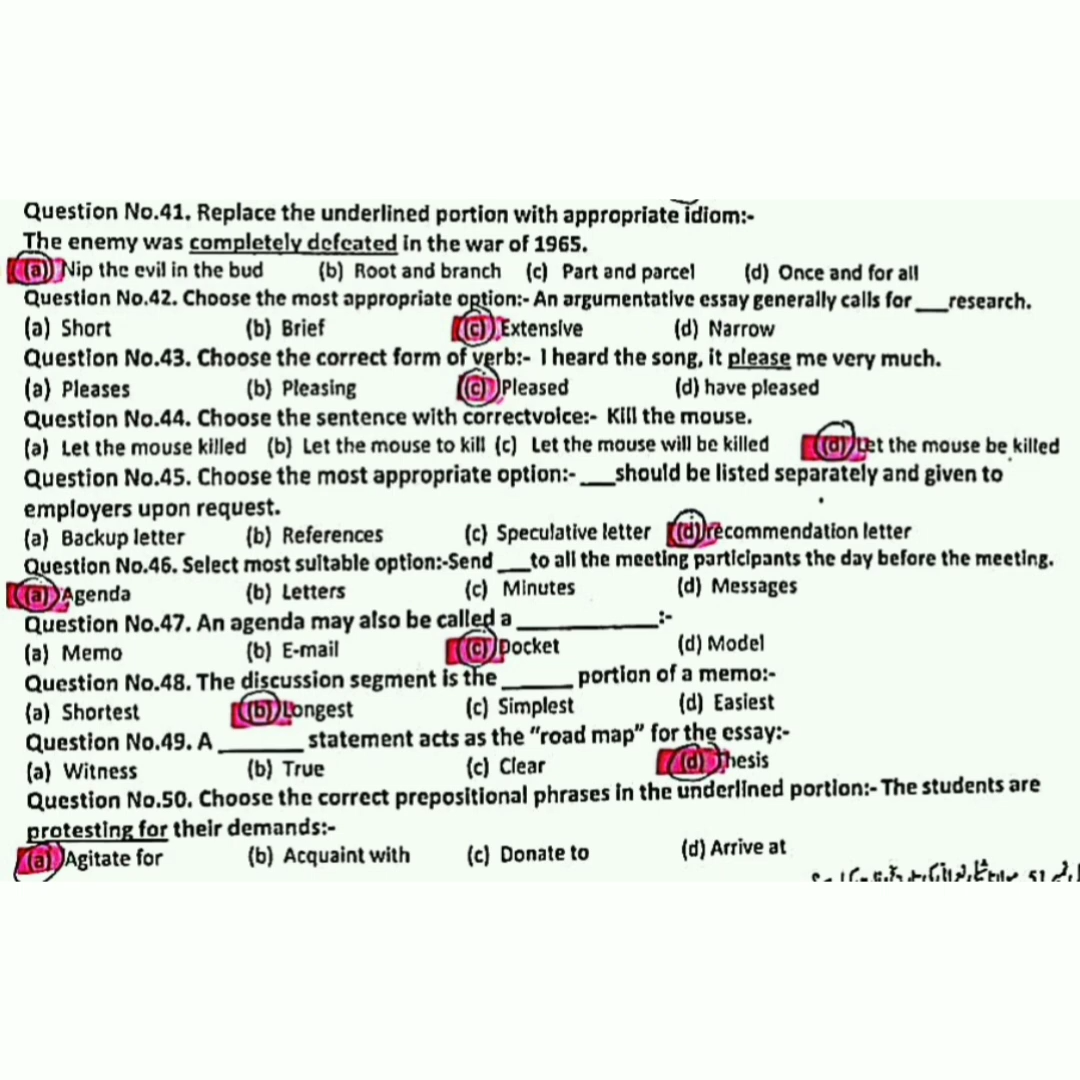 Question No.41. Replace the underlined portion with appropriate idiom:-
The enemy was completely defeated in the war of 1965.
(a) Nip the evil in the bud (b) Root and branch (c) Part and parcel (d) Once and for all
Question No.42. Choose the most appropriate option:- An argumentative essay generally calls for ___research.
(a) Short (b) Brief (c) Extensive (d) Narrow
Question No.43. Choose the correct form of verb:- I heard the song, it please me very much.
(a) Pleases (b) Pleasing (c) Pleased (d) have pleased
Question No.44. Choose the sentence with correctvoice:- Kill the mouse.
(a) Let the mouse killed (b) Let the mouse to kill (c) Let the mouse will be killed (d) Let the mouse be killed
Question No.45. Choose the most appropriate option:- ___should be listed separately and given to
employers upon request.
(a) Backup letter (b) References (c) Speculative letter (d) recommendation letter
Question No.46. Select most suitable option:-Send ___to all the meeting participants the day before the meeting.
(a) Agenda (b) Letters (c) Minutes (d) Messages
Question No.47. An agenda may also be called a ____________:-
(a) Memo (b) E-mail (c) Docket (d) Model
Question No.48. The discussion segment is the ______ portion of a memo:-
(a) Shortest (b) Longest (c) Simplest (d) Easiest
Question No.49. A _______ statement acts as the "road map" for the essay:-
(a) Witness (b) True (c) Clear (d) Thesis
Question No.50. Choose the correct prepositional phrases in the underlined portion:- The students are
protesting for their demands:-
(a) Agitate for (b) Acquaint with (c) Donate to (d) Arrive at
51